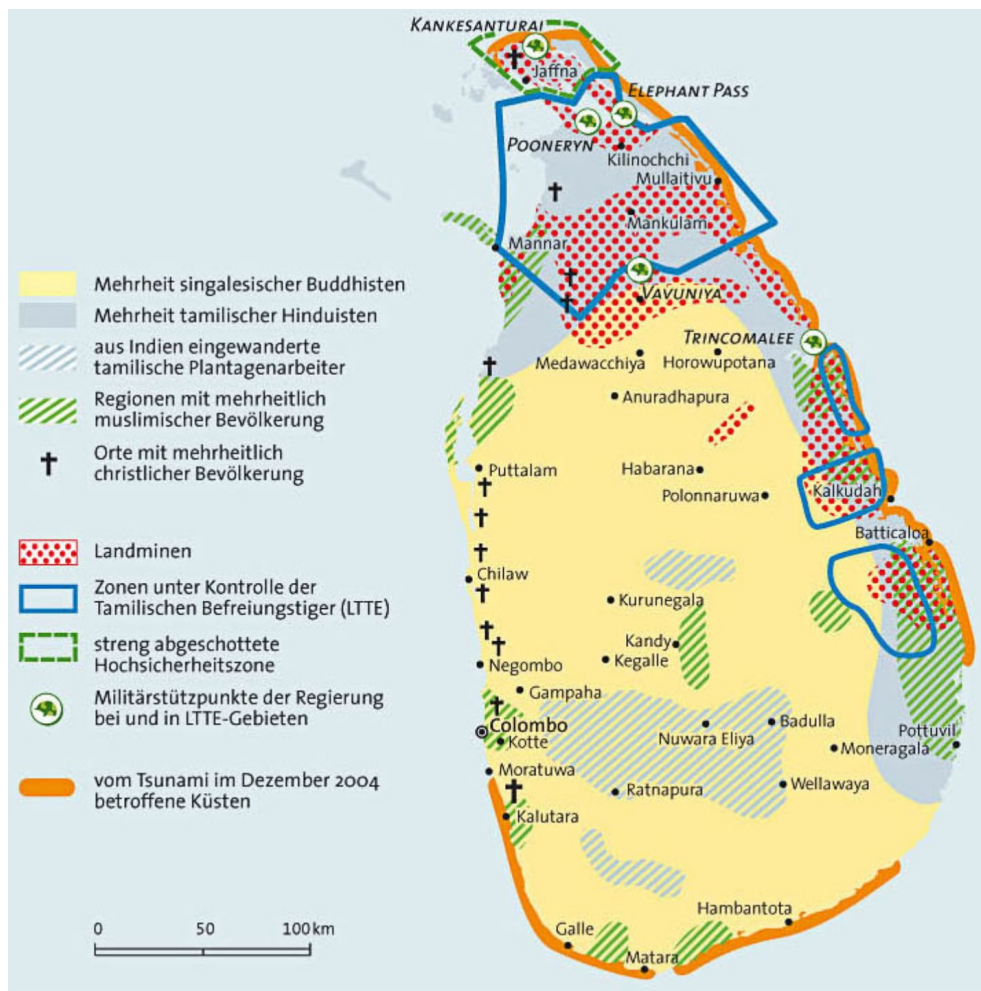 KANKESANTURAI
Jaffna
ELEPHANT PASS
POONERYN
Kilinochchi
Mullaitivu
Mankulam
Mannar
VAVUNIYA
TRINCOMALEE
Medawacchiya
Horowupotana
Anuradhapura
Puttalam
Habarana
Polonnaruwa
Kalkudah
Batticaloa
Chilaw
Kurunegala
Kandy
Kegalle
Negombo
Gampaha
Colombo
Kotte
Nuwara Eliya
Badulla
Pottuvil
Moneragala
Moratuwa
Ratnapura
Wellawaya
Kalutara
Hambantota
Galle
Matara
Mehrheit singalesischer Buddhisten
Mehrheit tamilischer Hinduisten
aus Indien eingewanderte
tamilische Plantagenarbeiter
Regionen mit mehrheitlich
muslimischer Bevölkerung
Orte mit mehrheitlich
christlicher Bevölkerung
Landminen
Zonen unter Kontrolle der
Tamilischen Befreiungstiger (LTTE)
streng abgeschottete
Hochsicherheitszone
Militärstützpunkte der Regierung
bei und in LTTE-Gebieten
vom Tsunami im Dezember 2004
betroffene Küsten
0 50 100 km